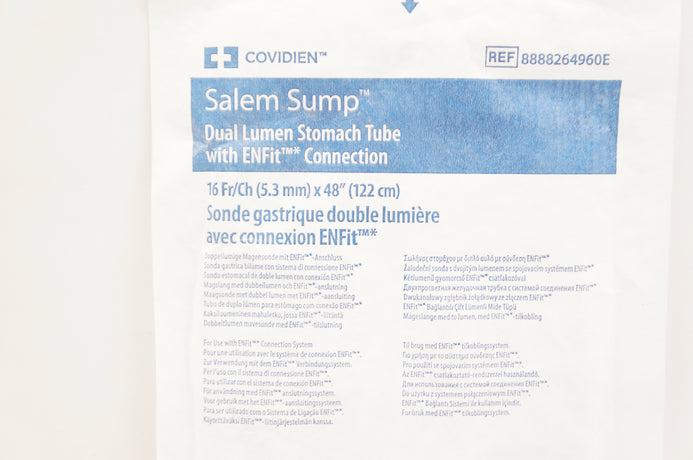 COVIDIEN™
REF 8888264960E
Salem Sump™
Dual Lumen Stomach Tube
with ENFit™* Connection
16 Fr/Ch (5.3 mm) x 48" (122 cm)
Sonde gastrique double lumière
avec connexion ENFit™*
Doppellumige Magensonde mit ENFit™*-Anschluss
Sonda gastrica bilume con sistema di connessione ENFit™*
Sonda estomacal de doble lumen con conexión ENFit™*
Magslang med dubbellumen och ENFit™*-anslutning
Maagsonde met dubbel lumen met ENFit™*-aansluiting
Tubo de duplo lúmen para estômago com conexão ENFit™*
Kaksiluumeninen mahaletku, jossa ENFit™*-liitäntä
Dobbeltlumen mavesonde med ENFit™*-tilslutning
Σωλήνας στομάχου με διπλό αυλό με σύνδεση ENFit™*
Žaludeční sonda s dvojitým lumenem se spojovacím systémem ENFit™*
Kétlumenű gyomorcső ENFit™* csatlakozóval
Двухпросветная желудочная трубка с системой соединения ENFit™*
Dwukanałowy zgłębnik żołądkowy ze złączem ENFit™*
ENFit™* Bağlantılı Çift Lümenli Mide Tüpü
Mageslange med to lumen, med ENFit™*-tilkobling
For Use with ENFit™* Connection System
Pour une utilisation avec le système de connexion ENFit™*.
Zur Verwendung mit dem ENFit™* Verbindungssystem.
Per l'uso con il sistema di connessione ENFit™*.
Para utilizar con el sistema de conexión ENFit™*.
För användning med ENFit™* anslutningssystem.
Voor gebruik met het ENFit™*-aansluitingssysteem.
Para ser utilizado com o Sistema de Ligação ENFit™*.
Käytettäväksi ENFit™*-liitinjärjestelmän kanssa.
Til brug med ENFit™* tilkoblingssystem.
Για χρήση με το σύστημα σύνδεσης ENFit™*.
Pro použití se spojovacím systémem ENFit™*.
Az ENFit™* csatlakoztató-rendszerrel használandó.
Для использования с системой соединения ENFit™*.
Do użytku z systemem połączeniowym ENFit™*.
ENFit™* Bağlantı Sistemi ile kullanım içindir.
For bruk med ENFit™* tilkoblingssystem.